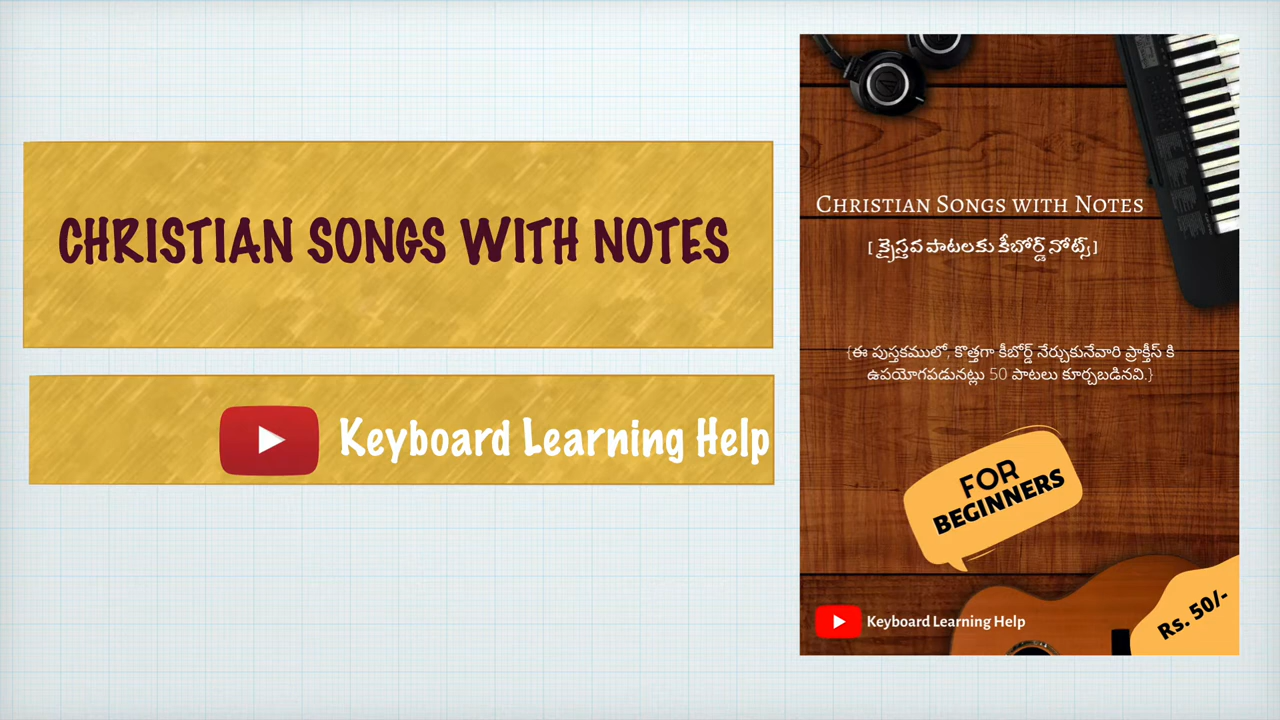 CHRISTIAN SONGS WITH NOTES
Keyboard Learning Help
Christian Songs with Notes
[ క్రైస్తవ పాటలకు కీబోర్డ్ నోట్స్ ]
{ఈ పుస్తకములో, కొత్తగా కీబోర్డ్ నేర్చుకునేవారి ప్రాక్టీస్ కి
ఉపయోగపడునట్లు 50 పాటలు కూర్చబడినవి.}
FOR
BEGINNERS
Keyboard Learning Help
Rs. 50/-